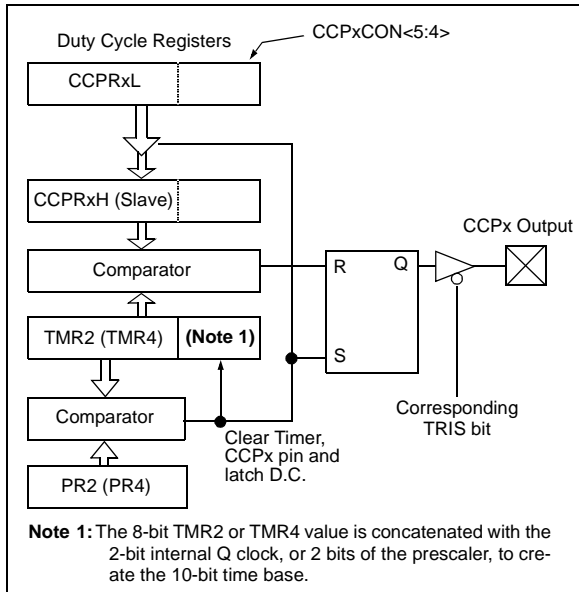 Duty Cycle Registers
CCPxCON<5:4>
CCPRxL
CCPRxH (Slave)
CCPx Output
Comparator
R
Q
TMR2 (TMR4)
(Note 1)
S
Comparator
Clear Timer,
CCPx pin and
latch D.C.
Corresponding
TRIS bit
PR2 (PR4)
Note 1: The 8-bit TMR2 or TMR4 value is concatenated with the
2-bit internal Q clock, or 2 bits of the prescaler, to cre-
ate the 10-bit time base.